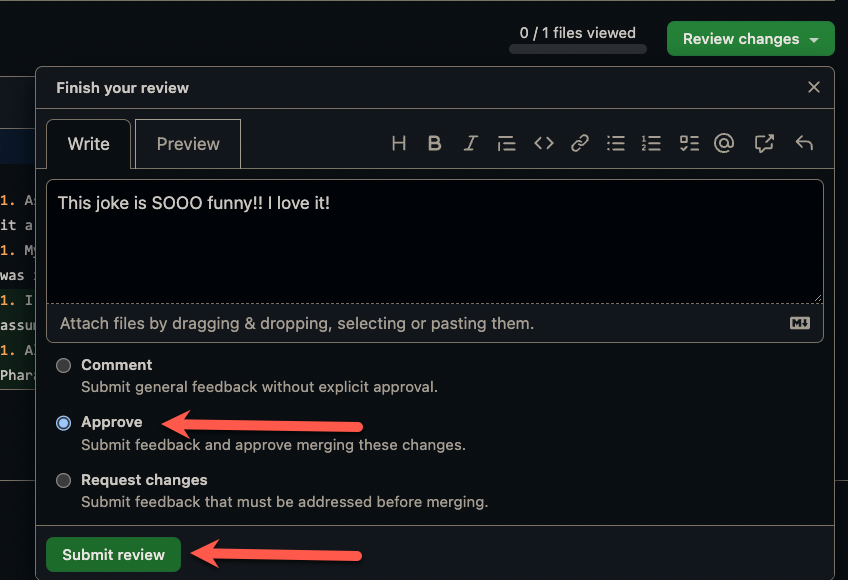 0 / 1 files viewed
Review changes
Finish your review
Write
Preview
This joke is SOOO funny!! I love it!
Attach files by dragging & dropping, selecting or pasting them.
Comment
Submit general feedback without explicit approval.
Approve
Submit feedback and approve merging these changes.
Request changes
Submit feedback that must be addressed before merging.
Submit review
1.
it a
1.
was
1. I
1.